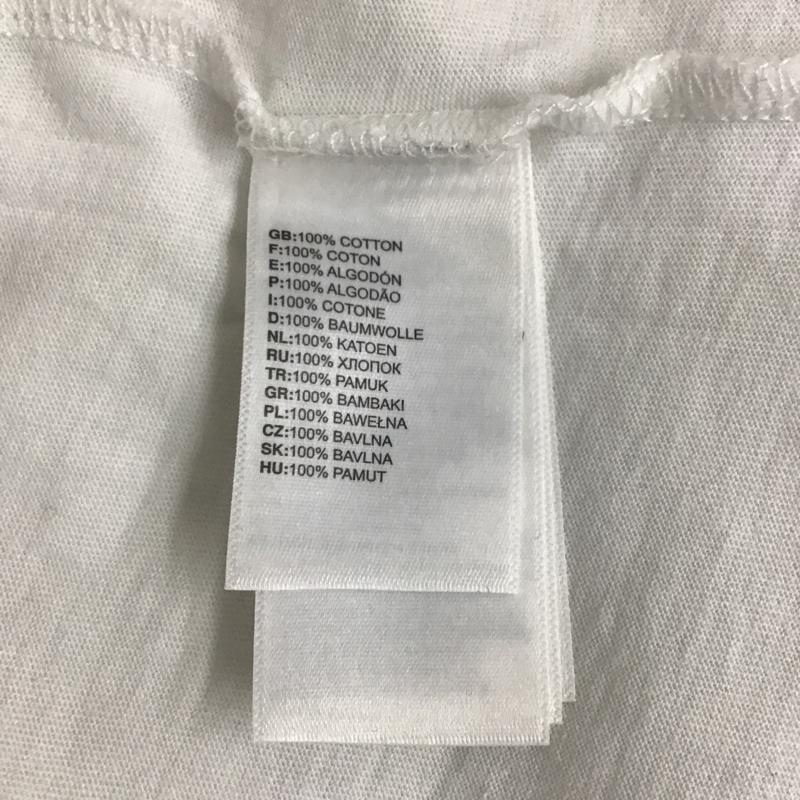 GB:100% COTTON
F:100% COTON
E:100% ALGODÓN
P:100% ALGODÃO
I:100% COTONE
D:100% BAUMWOLLE
NL:100% KATOEN
RU:100% ХЛОПОК
TR:100% PAMUK
GR:100% BAMBAKI
PL:100% BAWEŁNA
CZ:100% BAVLNA
SK:100% BAVLNA
HU:100% PAMUT